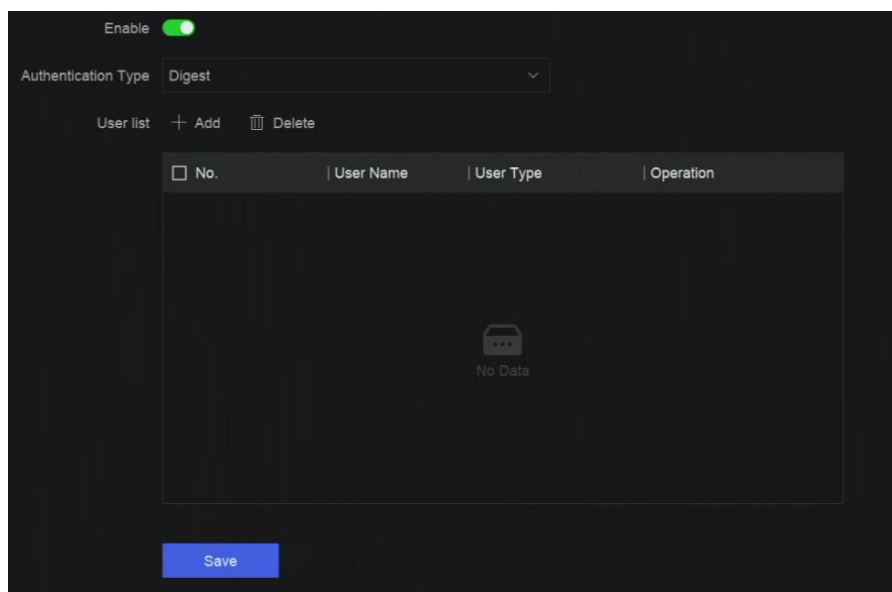 Enable
Authentication Type Digest
User list Add Delete
No. User Name User Type Operation
No Data
Save